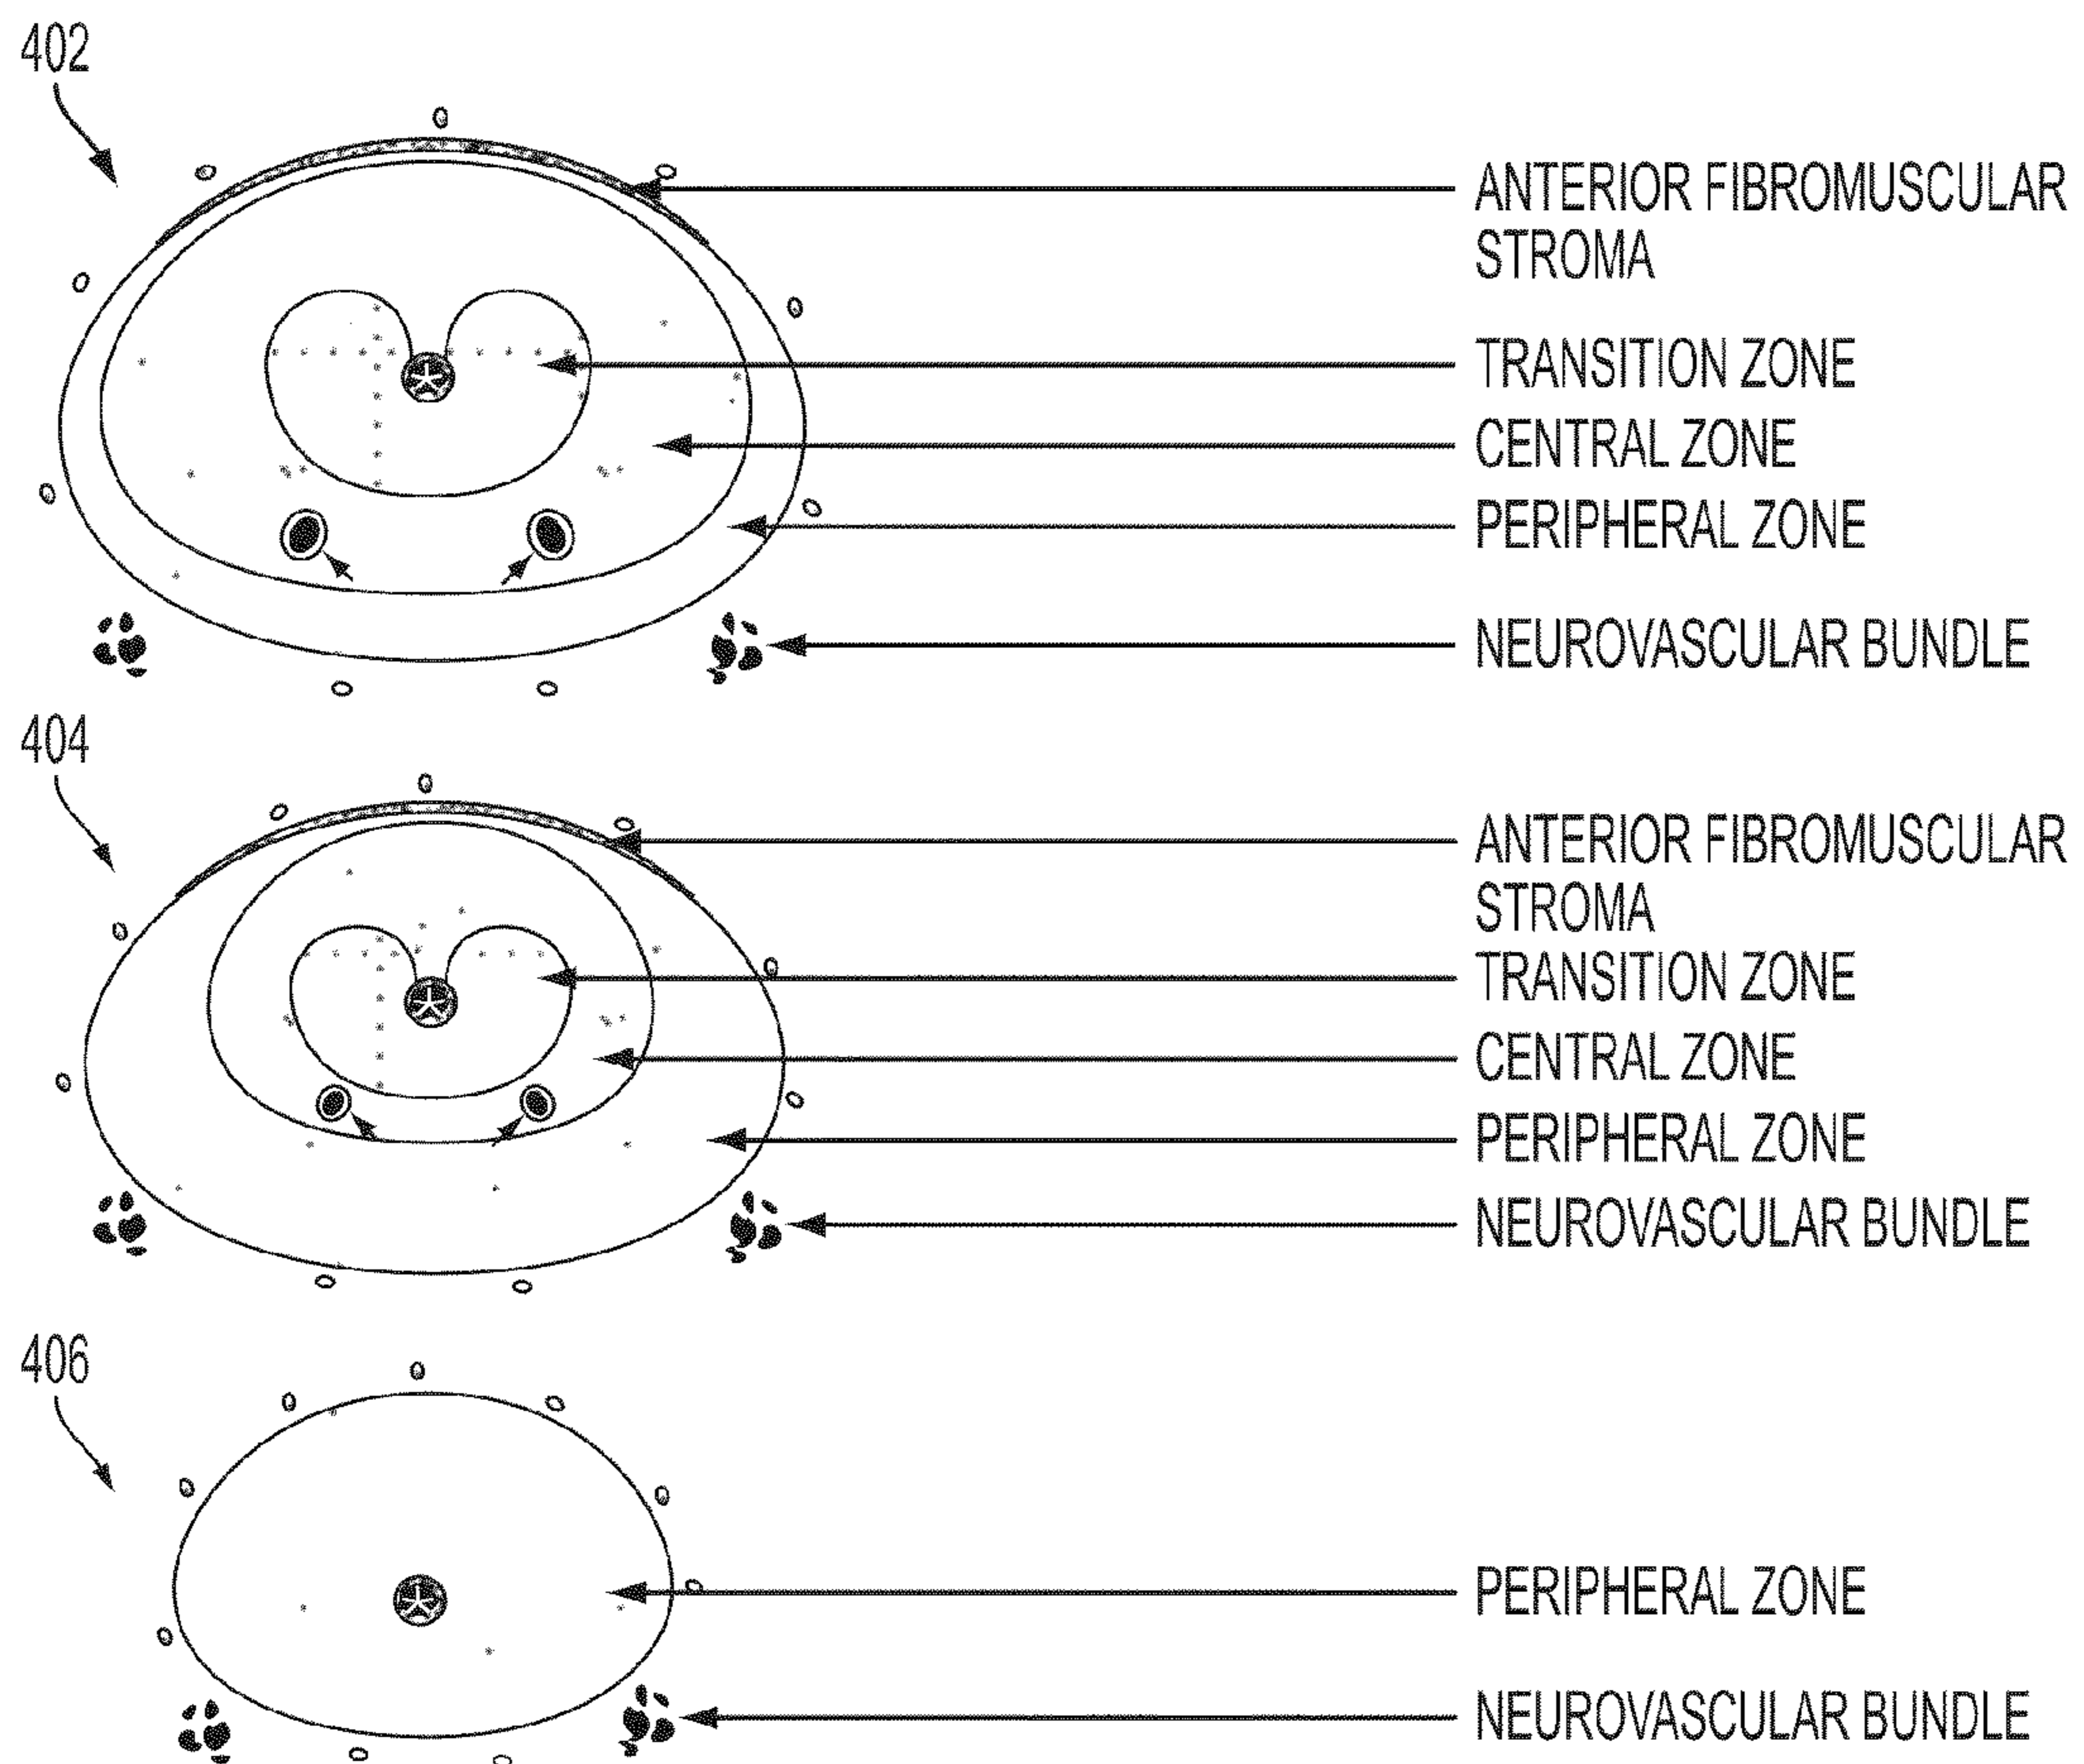 402
ANTERIOR FIBROMUSCULAR
STROMA
TRANSITION ZONE
CENTRAL ZONE
PERIPHERAL ZONE
NEUROVASCULAR BUNDLE
404
ANTERIOR FIBROMUSCULAR
STROMA
TRANSITION ZONE
CENTRAL ZONE
PERIPHERAL ZONE
NEUROVASCULAR BUNDLE
406
PERIPHERAL ZONE
NEUROVASCULAR BUNDLE